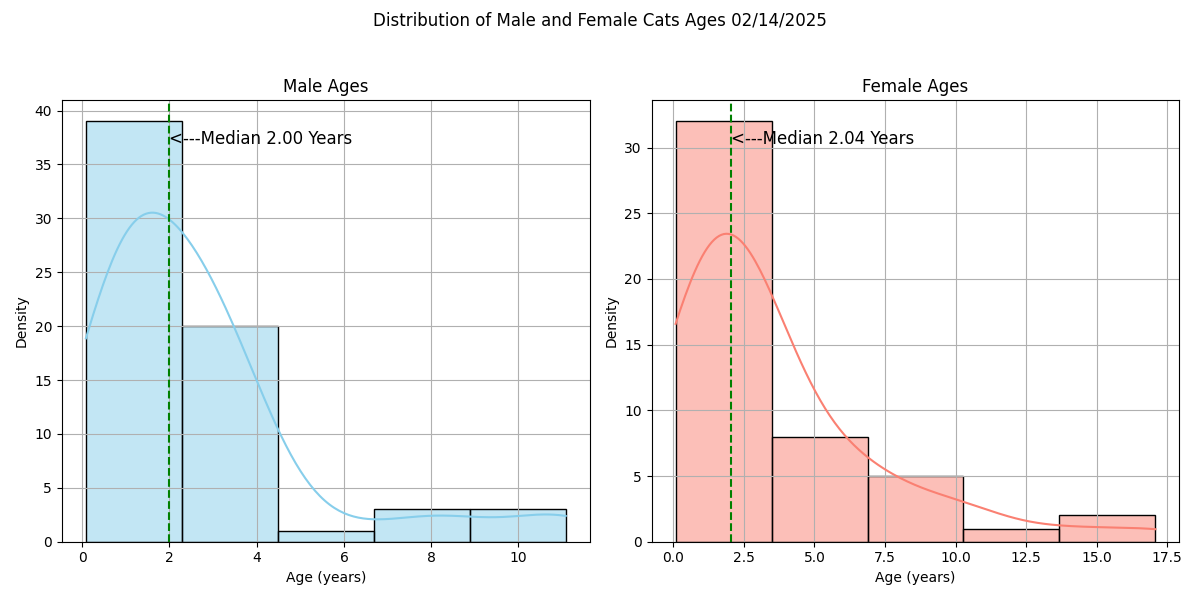 Distribution of Male and Female Cats Ages 02/14/2025
Male Ages
40
35
30
25
20
15
10
5
0
Density
<---Median 2.00 Years
0 2 4 6 8 10
Age (years)
Female Ages
30
25
20
15
10
5
0
Density
<---Median 2.04 Years
0.0 2.5 5.0 7.5 10.0 12.5 15.0 17.5
Age (years)